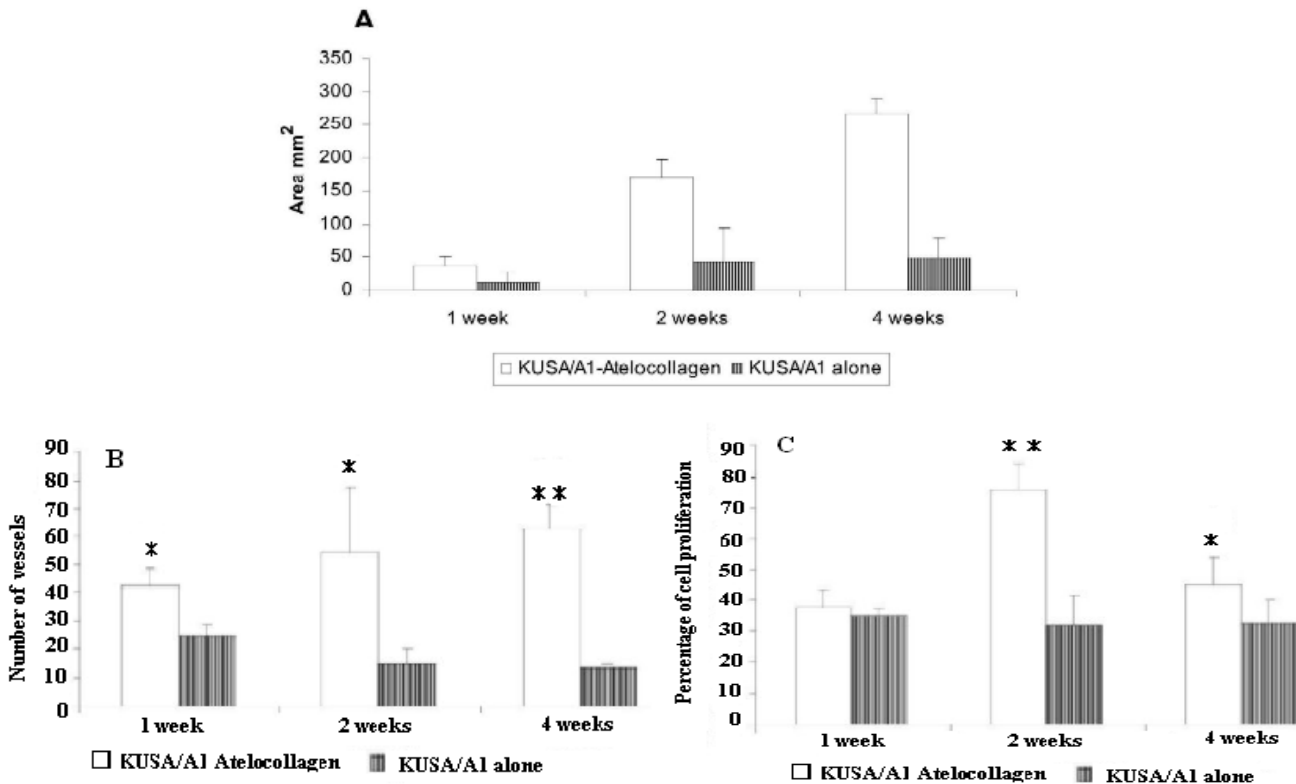 A
Area mm²
350
300
250
200
150
100
50
0
1 week
2 weeks
4 weeks
KUSA/A1-Atelocollagen KUSA/A1 alone
B
Number of vessels
90
80
70
60
50
40
30
20
10
0
*
*
**
1 week
2 weeks
4 weeks
KUSA/A1 Atelocollagen KUSA/A1 alone
C
Percentage of cell proliferation
90
80
70
60
50
40
30
10
0
**
*
1 week
2 weeks
4 weeks
KUSA/A1 Atelocollagen KUSA/A1 alone